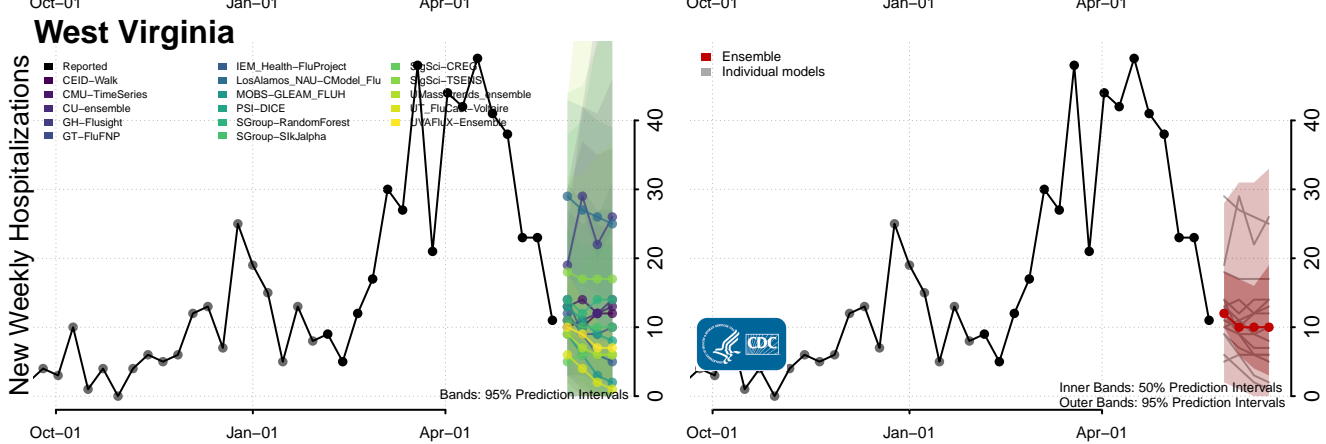 Oct–01 Jan–01 Apr–01 Oct–01 Jan–01 Apr–01
West Virginia
New Weekly Hospitalizations
Reported
CEID–Walk
CMU–TimeSeries
CU–ensemble
GH–Flusight
GT–FluFNP
IEM_Health–FluProject
LosAlamos_NAU–CModel_Flu
MOBS–GLEAM_FLUH
PSI–DICE
SGroup–RandomForest
SGroup–SIkJalpha
SigSci–CREG
SigSci–TSENS
UMass–trends_ensemble
UT_FluCast–Voltaire
UVAFluX–Ensemble
40
30
20
10
0
Bands: 95% Prediction Intervals
Oct–01 Jan–01 Apr–01
Ensemble
Individual models
CDC
40
30
20
10
0
Inner Bands: 50% Prediction Intervals
Outer Bands: 95% Prediction Intervals
Oct–01 Jan–01 Apr–01